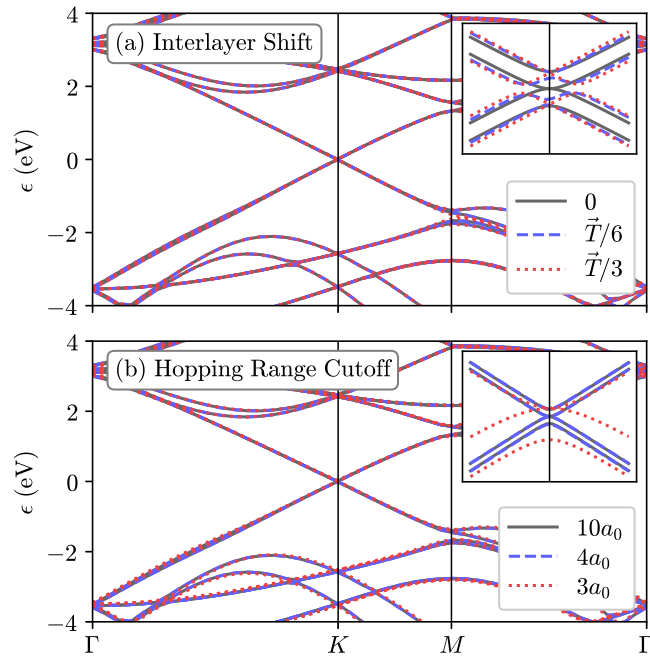 4
2
0
−2
−4
ϵ (eV)
(a) Interlayer Shift
0
T⃗/6
T⃗/3
4
2
0
−2
−4
ϵ (eV)
(b) Hopping Range Cutoff
10a₀
4a₀
3a₀
Γ
K
M
Γ